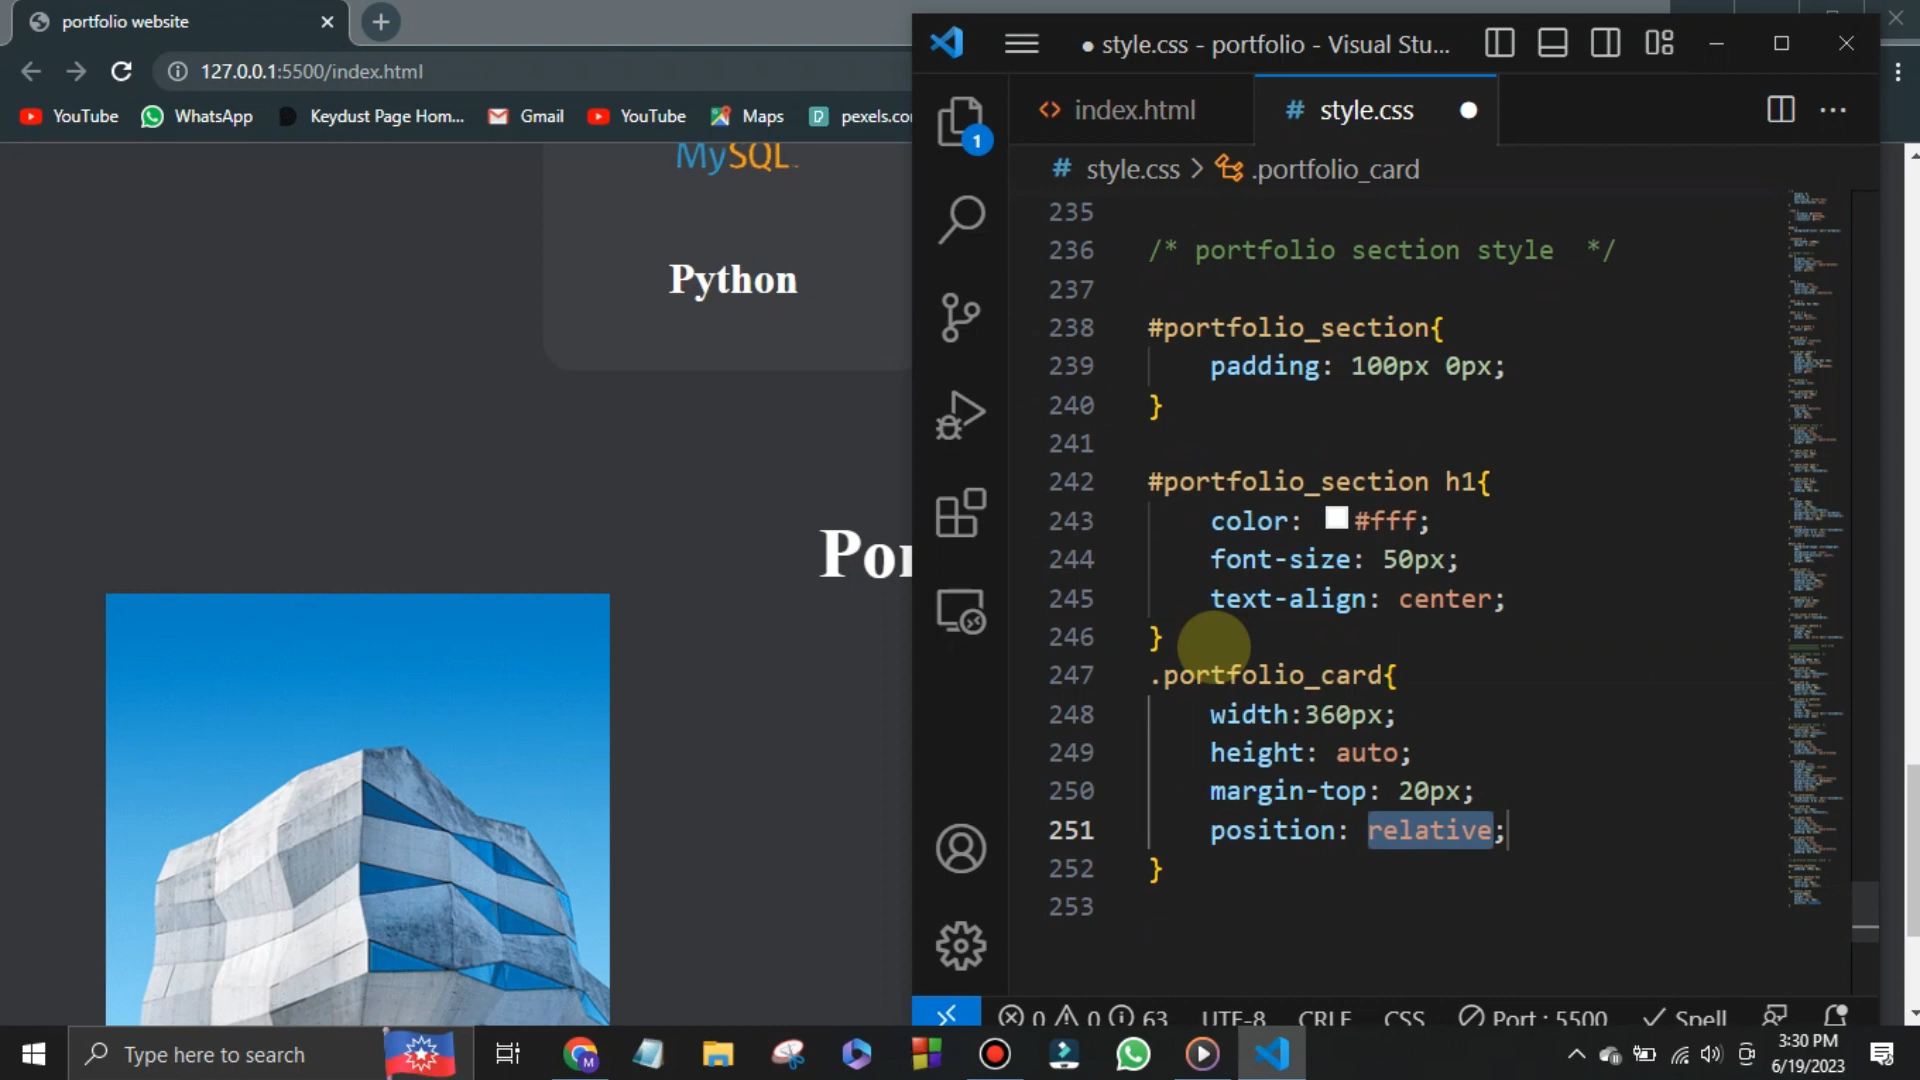 portfolio website
127.0.0.1:5500/index.html
YouTube
WhatsApp
Keydust Page Hom...
Gmail
YouTube
Maps
pexels.co
MySQL
Python
Por
● style.css - portfolio - Visual Stu...
index.html
# style.css
# style.css > .portfolio_card
1
235
236 /* portfolio section style  */
237
238 #portfolio_section{
239 padding: 100px 0px;
240 }
241
242 #portfolio_section h1{
243 color: #fff;
244 font-size: 50px;
245 text-align: center;
246 }
247 .portfolio_card{
248 width:360px;
249 height: auto;
250 margin-top: 20px;
251 position: relative;
252 }
253
0 0 63 UTF-8 CRLF CSS Port : 5500 Spell
Type here to search
3:30 PM
6/19/2023